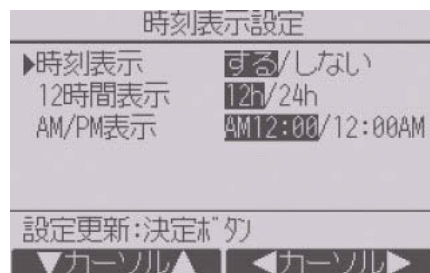 時刻表示設定
▶時刻表示 する/しない
12時間表示 12h/24h
AM/PM表示 AM12:00/12:00AM
設定更新:決定ボタン
▼カーソル▲ ◀カーソル▶